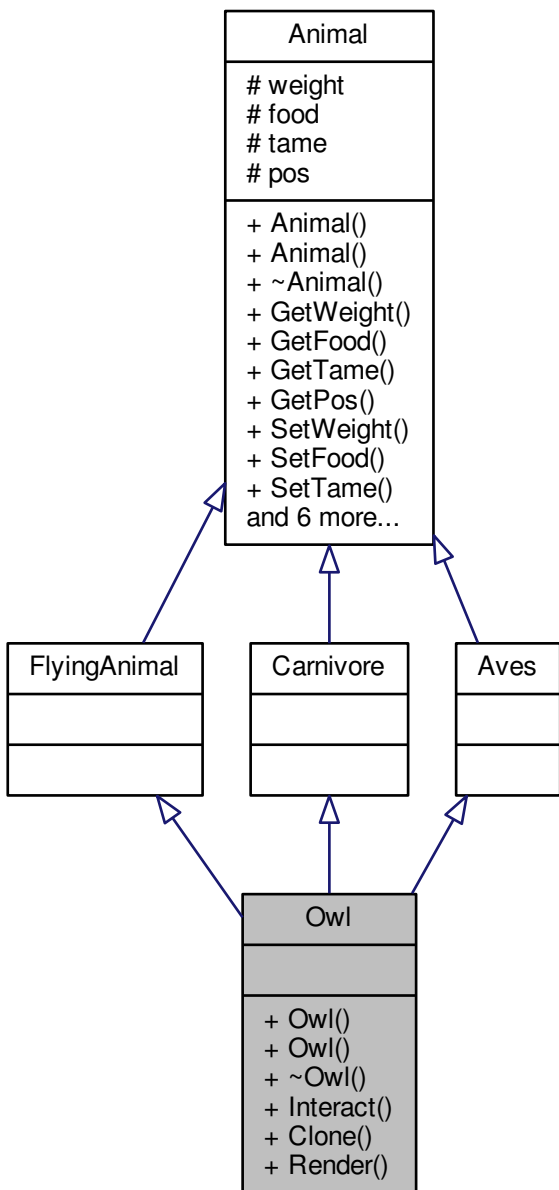 Animal
# weight
# food
# tame
# pos
+ Animal()
+ Animal()
+ ~Animal()
+ GetWeight()
+ GetFood()
+ GetTame()
+ GetPos()
+ SetWeight()
+ SetFood()
+ SetTame()
and 6 more...
FlyingAnimal
Carnivore
Aves
Owl
+ Owl()
+ Owl()
+ ~Owl()
+ Interact()
+ Clone()
+ Render()